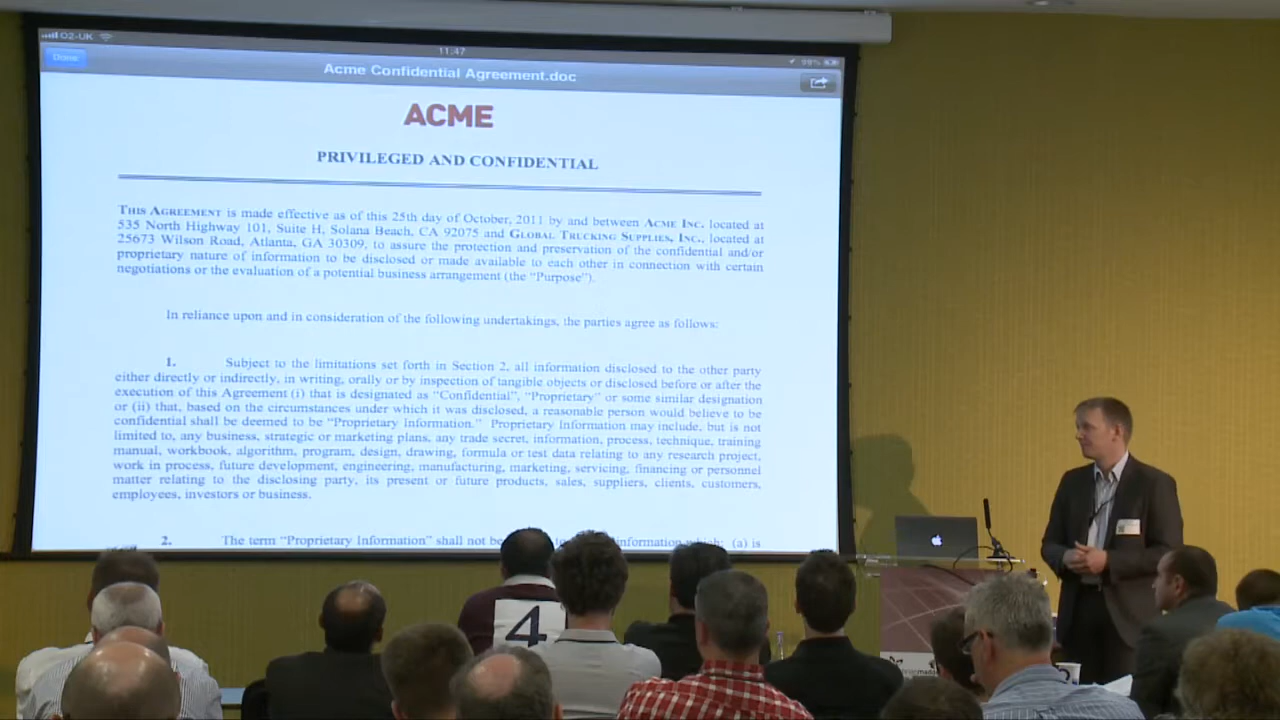 O2-UK
11:47
98%
Done
Acme Confidential Agreement.doc
ACME
PRIVILEGED AND CONFIDENTIAL
THIS AGREEMENT is made effective as of this 25th day of October, 2011 by and between ACME INC. located at
535 North Highway 101, Suite H, Solana Beach, CA 92075 and GLOBAL TRUCKING SUPPLIES, INC., located at
25673 Wilson Road, Atlanta, GA 30309, to assure the protection and preservation of the confidential and/or
proprietary nature of information to be disclosed or made available to each other in connection with certain
negotiations or the evaluation of a potential business arrangement (the “Purpose”).
In reliance upon and in consideration of the following undertakings, the parties agree as follows:
1. Subject to the limitations set forth in Section 2, all information disclosed to the other party
either directly or indirectly, in writing, orally or by inspection of tangible objects or disclosed before or after the
execution of this Agreement (i) that is designated as “Confidential”, “Proprietary” or some similar designation
or (ii) that, based on the circumstances under which it was disclosed, a reasonable person would believe to be
confidential shall be deemed to be “Proprietary Information.” Proprietary Information may include, but is not
limited to, any business, strategic or marketing plans, any trade secret, information, process, technique, training
manual, workbook, algorithm, program, design, drawing, formula or test data relating to any research project,
work in process, future development, engineering, manufacturing, marketing, servicing, financing or personnel
matter relating to the disclosing party, its present or future products, sales, suppliers, clients, customers,
employees, investors or business.
2. The term “Proprietary Information” shall not be information which: (a) is
4